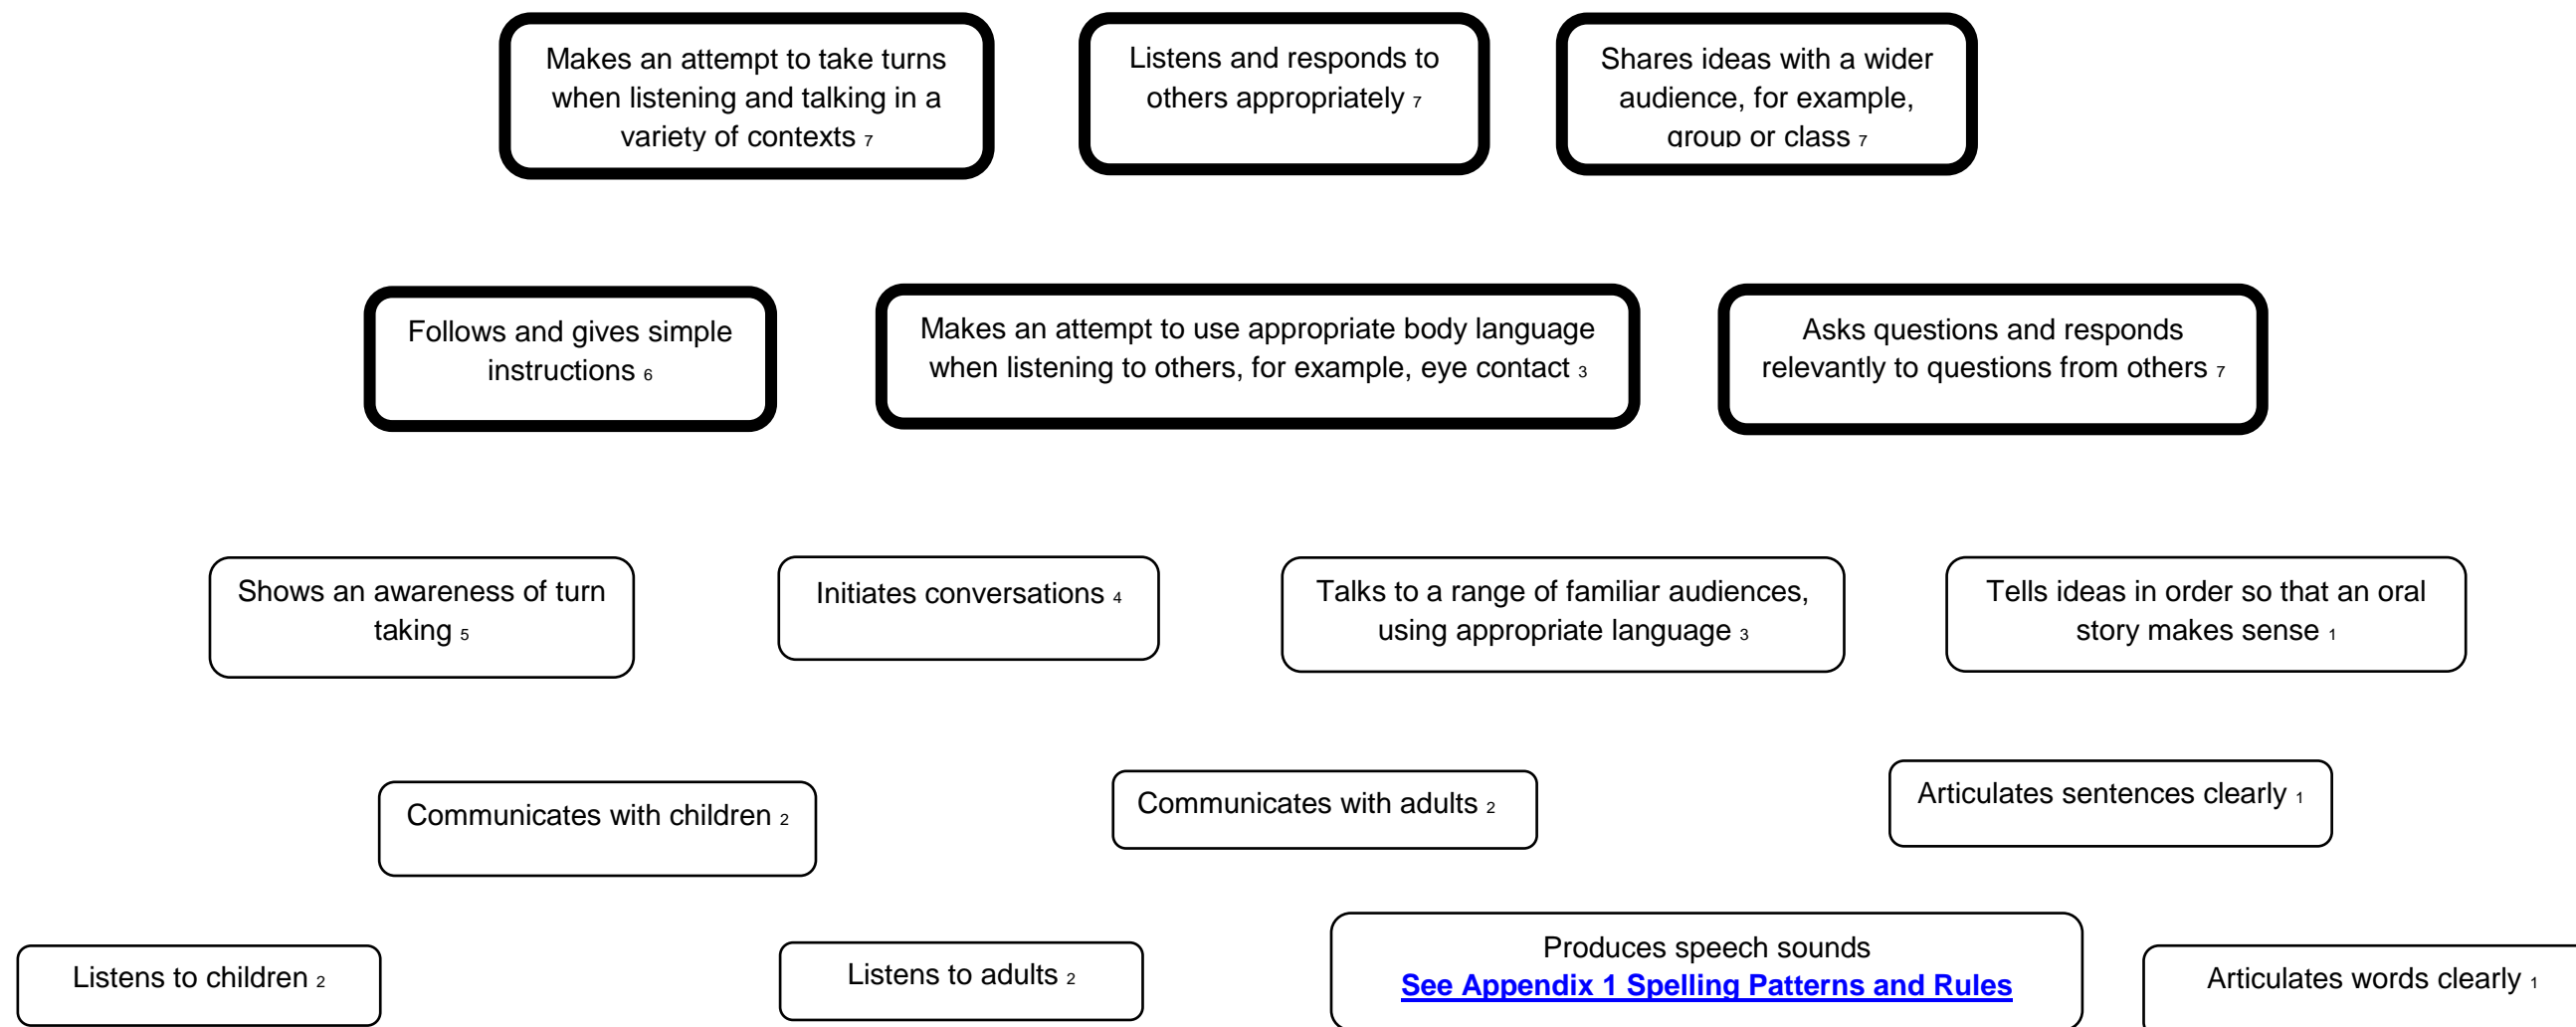 Makes an attempt to take turns
when listening and talking in a
variety of contexts 7
Listens and responds to
others appropriately 7
Shares ideas with a wider
audience, for example,
group or class 7
Follows and gives simple
instructions 6
Makes an attempt to use appropriate body language
when listening to others, for example, eye contact 3
Asks questions and responds
relevantly to questions from others 7
Shows an awareness of turn
taking 5
Initiates conversations 4
Talks to a range of familiar audiences,
using appropriate language 3
Tells ideas in order so that an oral
story makes sense 1
Communicates with children 2
Communicates with adults 2
Articulates sentences clearly 1
Listens to children 2
Listens to adults 2
Produces speech sounds
See Appendix 1 Spelling Patterns and Rules
Articulates words clearly 1